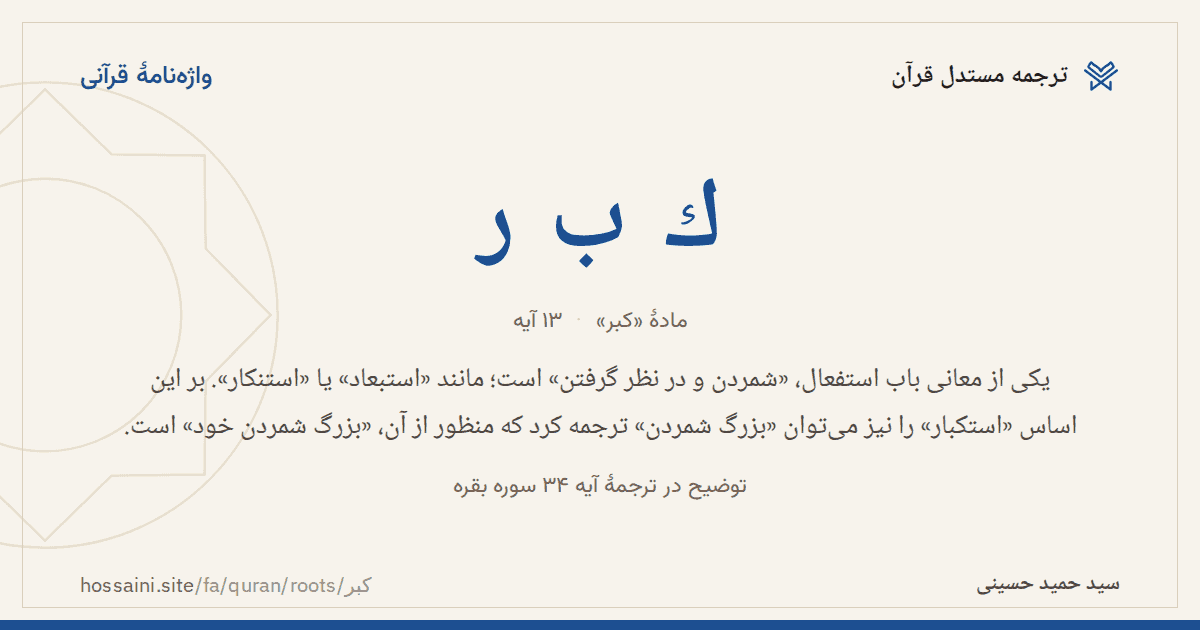 ترجمه مستدل قرآن
واژه‌نامهٔ قرآنی
ك ب ر
مادهٔ «کبر» · ۱۳ آیه
یکی از معانی باب استفعال، «شمردن و در نظر گرفتن» است؛ مانند «استبعاد» یا «استنکار». بر این
اساس «استکبار» را نیز می‌توان «بزرگ شمردن» ترجمه کرد که منظور از آن، «بزرگ شمردن خود» است.
توضیح در ترجمهٔ آیه ۳۴ سوره بقره
سید حمید حسینی
hossaini.site/fa/quran/roots/کبر